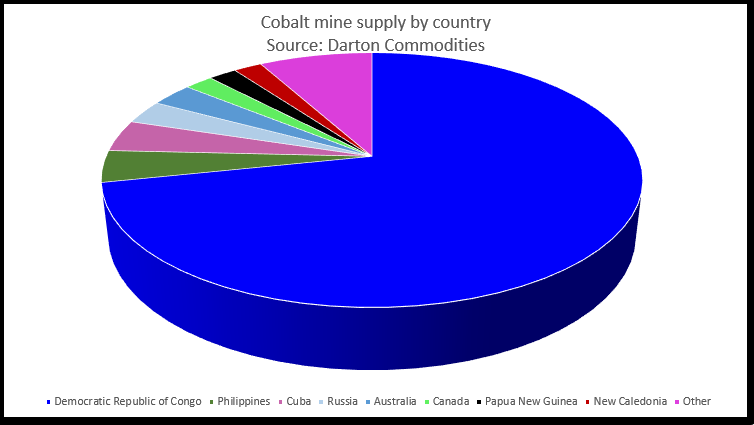 Cobalt mine supply by country
Source: Darton Commodities
Democratic Republic of Congo Philippines Cuba Russia Australia Canada Papua New Guinea New Caledonia Other